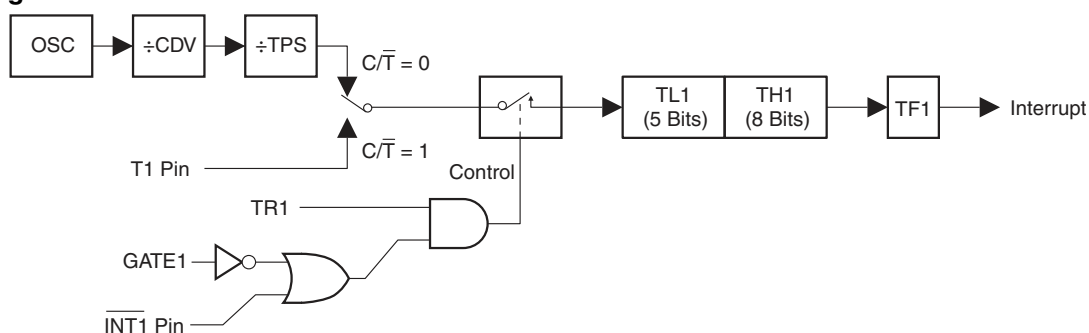 g
OSC
÷CDV
÷TPS
C/T̅ = 0
TL1
(5 Bits)
TH1
(8 Bits)
TF1
Interrupt
C/T̅ = 1
T1 Pin
Control
TR1
GATE1
I̅N̅T̅1̅ Pin